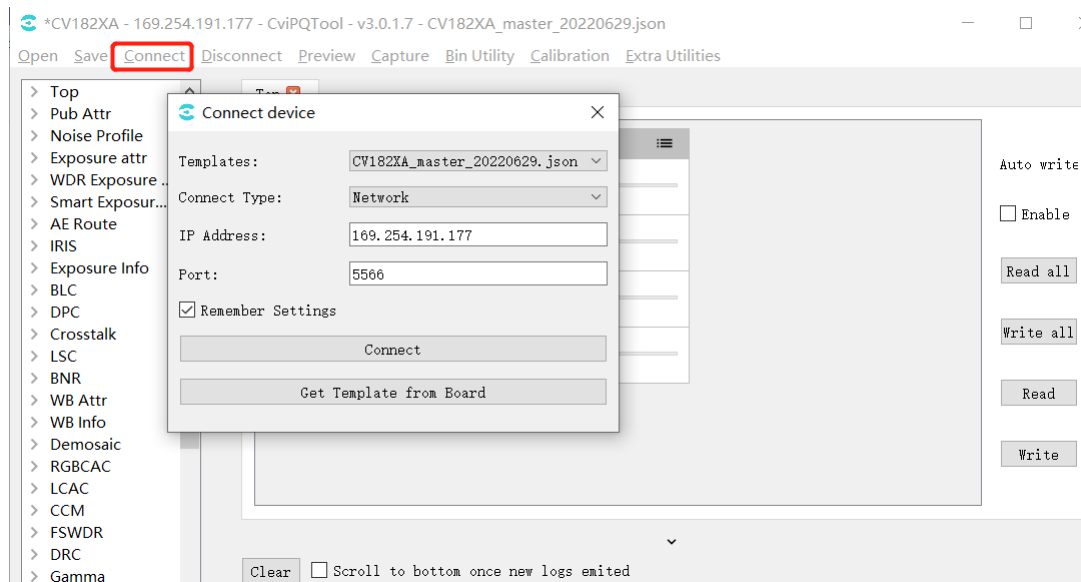 *CV182XA - 169.254.191.177 - CviPQTool - v3.0.1.7 - CV182XA_master_20220629.json
Open Save Connect Disconnect Preview Capture Bin Utility Calibration Extra Utilities
Top
Pub Attr
Noise Profile
Exposure attr
WDR Exposure ..
Smart Exposur...
AE Route
IRIS
Exposure Info
BLC
DPC
Crosstalk
LSC
BNR
WB Attr
WB Info
Demosaic
RGBCAC
LCAC
CCM
FSWDR
DRC
Gamma
Top
Connect device
Templates: CV182XA_master_20220629.json
Connect Type: Network
IP Address: 169.254.191.177
Port: 5566
Remember Settings
Connect
Get Template from Board
Auto write
Enable
Read all
Write all
Read
Write
Clear Scroll to bottom once new logs emited